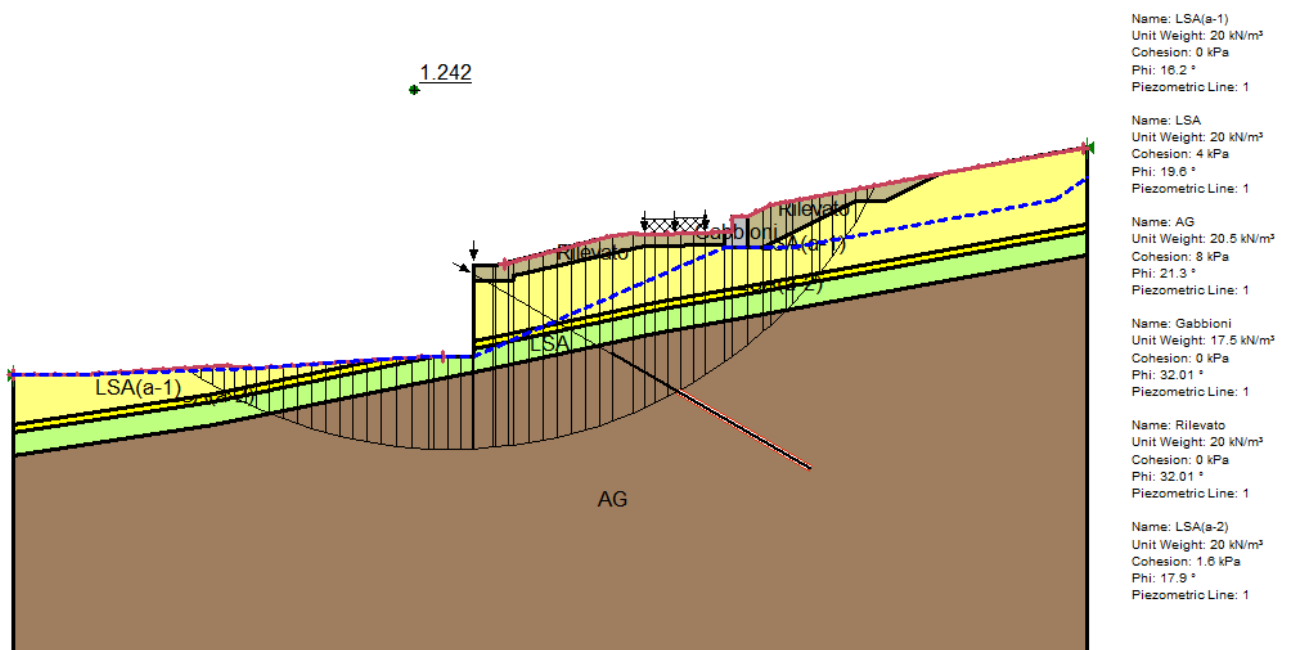 1.242
Name: LSA(a-1)
Unit Weight: 20 kN/m³
Cohesion: 0 kPa
Phi: 16.2 °
Piezometric Line: 1
Name: LSA
Unit Weight: 20 kN/m³
Cohesion: 4 kPa
Phi: 19.6 °
Piezometric Line: 1
Name: AG
Unit Weight: 20.5 kN/m³
Cohesion: 8 kPa
Phi: 21.3 °
Piezometric Line: 1
Name: Gabbioni
Unit Weight: 17.5 kN/m³
Cohesion: 0 kPa
Phi: 32.01 °
Piezometric Line: 1
Name: Rilevato
Unit Weight: 20 kN/m³
Cohesion: 0 kPa
Phi: 32.01 °
Piezometric Line: 1
Name: LSA(a-2)
Unit Weight: 20 kN/m³
Cohesion: 1.6 kPa
Phi: 17.9 °
Piezometric Line: 1
Rilevato
Gabbioni
Rilevato
LSA
LSA(a-1)
AG